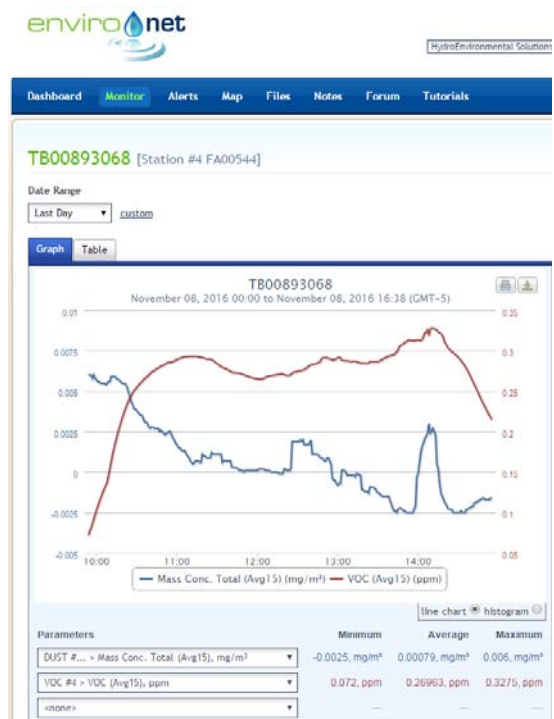 enviro net
HydroEnvironmental Solutions
Dashboard Monitor Alerts Map Files Notes Forum Tutorials
TB00893068 [Station #4 FA00544]
Date Range
Last Day custom
Graph Table
TB00893068
November 08, 2016 00:00 to November 08, 2016 16:38 (GMT-5)
0.01 0.35
0.0075 0.3
0.005 0.25
0.0025 0.2
0 0.15
-0.0025 0.1
-0.005 0.05
10:00 11:00 12:00 13:00 14:00
Mass Conc. Total (Avg15) (mg/m³) VOC (Avg15) (ppm)
line chart histogram
Parameters Minimum Average Maximum
DUST #... > Mass Conc. Total (Avg15), mg/m³ -0.0025, mg/m³ 0.00079, mg/m³ 0.006, mg/m³
VOC #4 > VOC (Avg15), ppm 0.072, ppm 0.26963, ppm 0.3275, ppm
<none> — — —